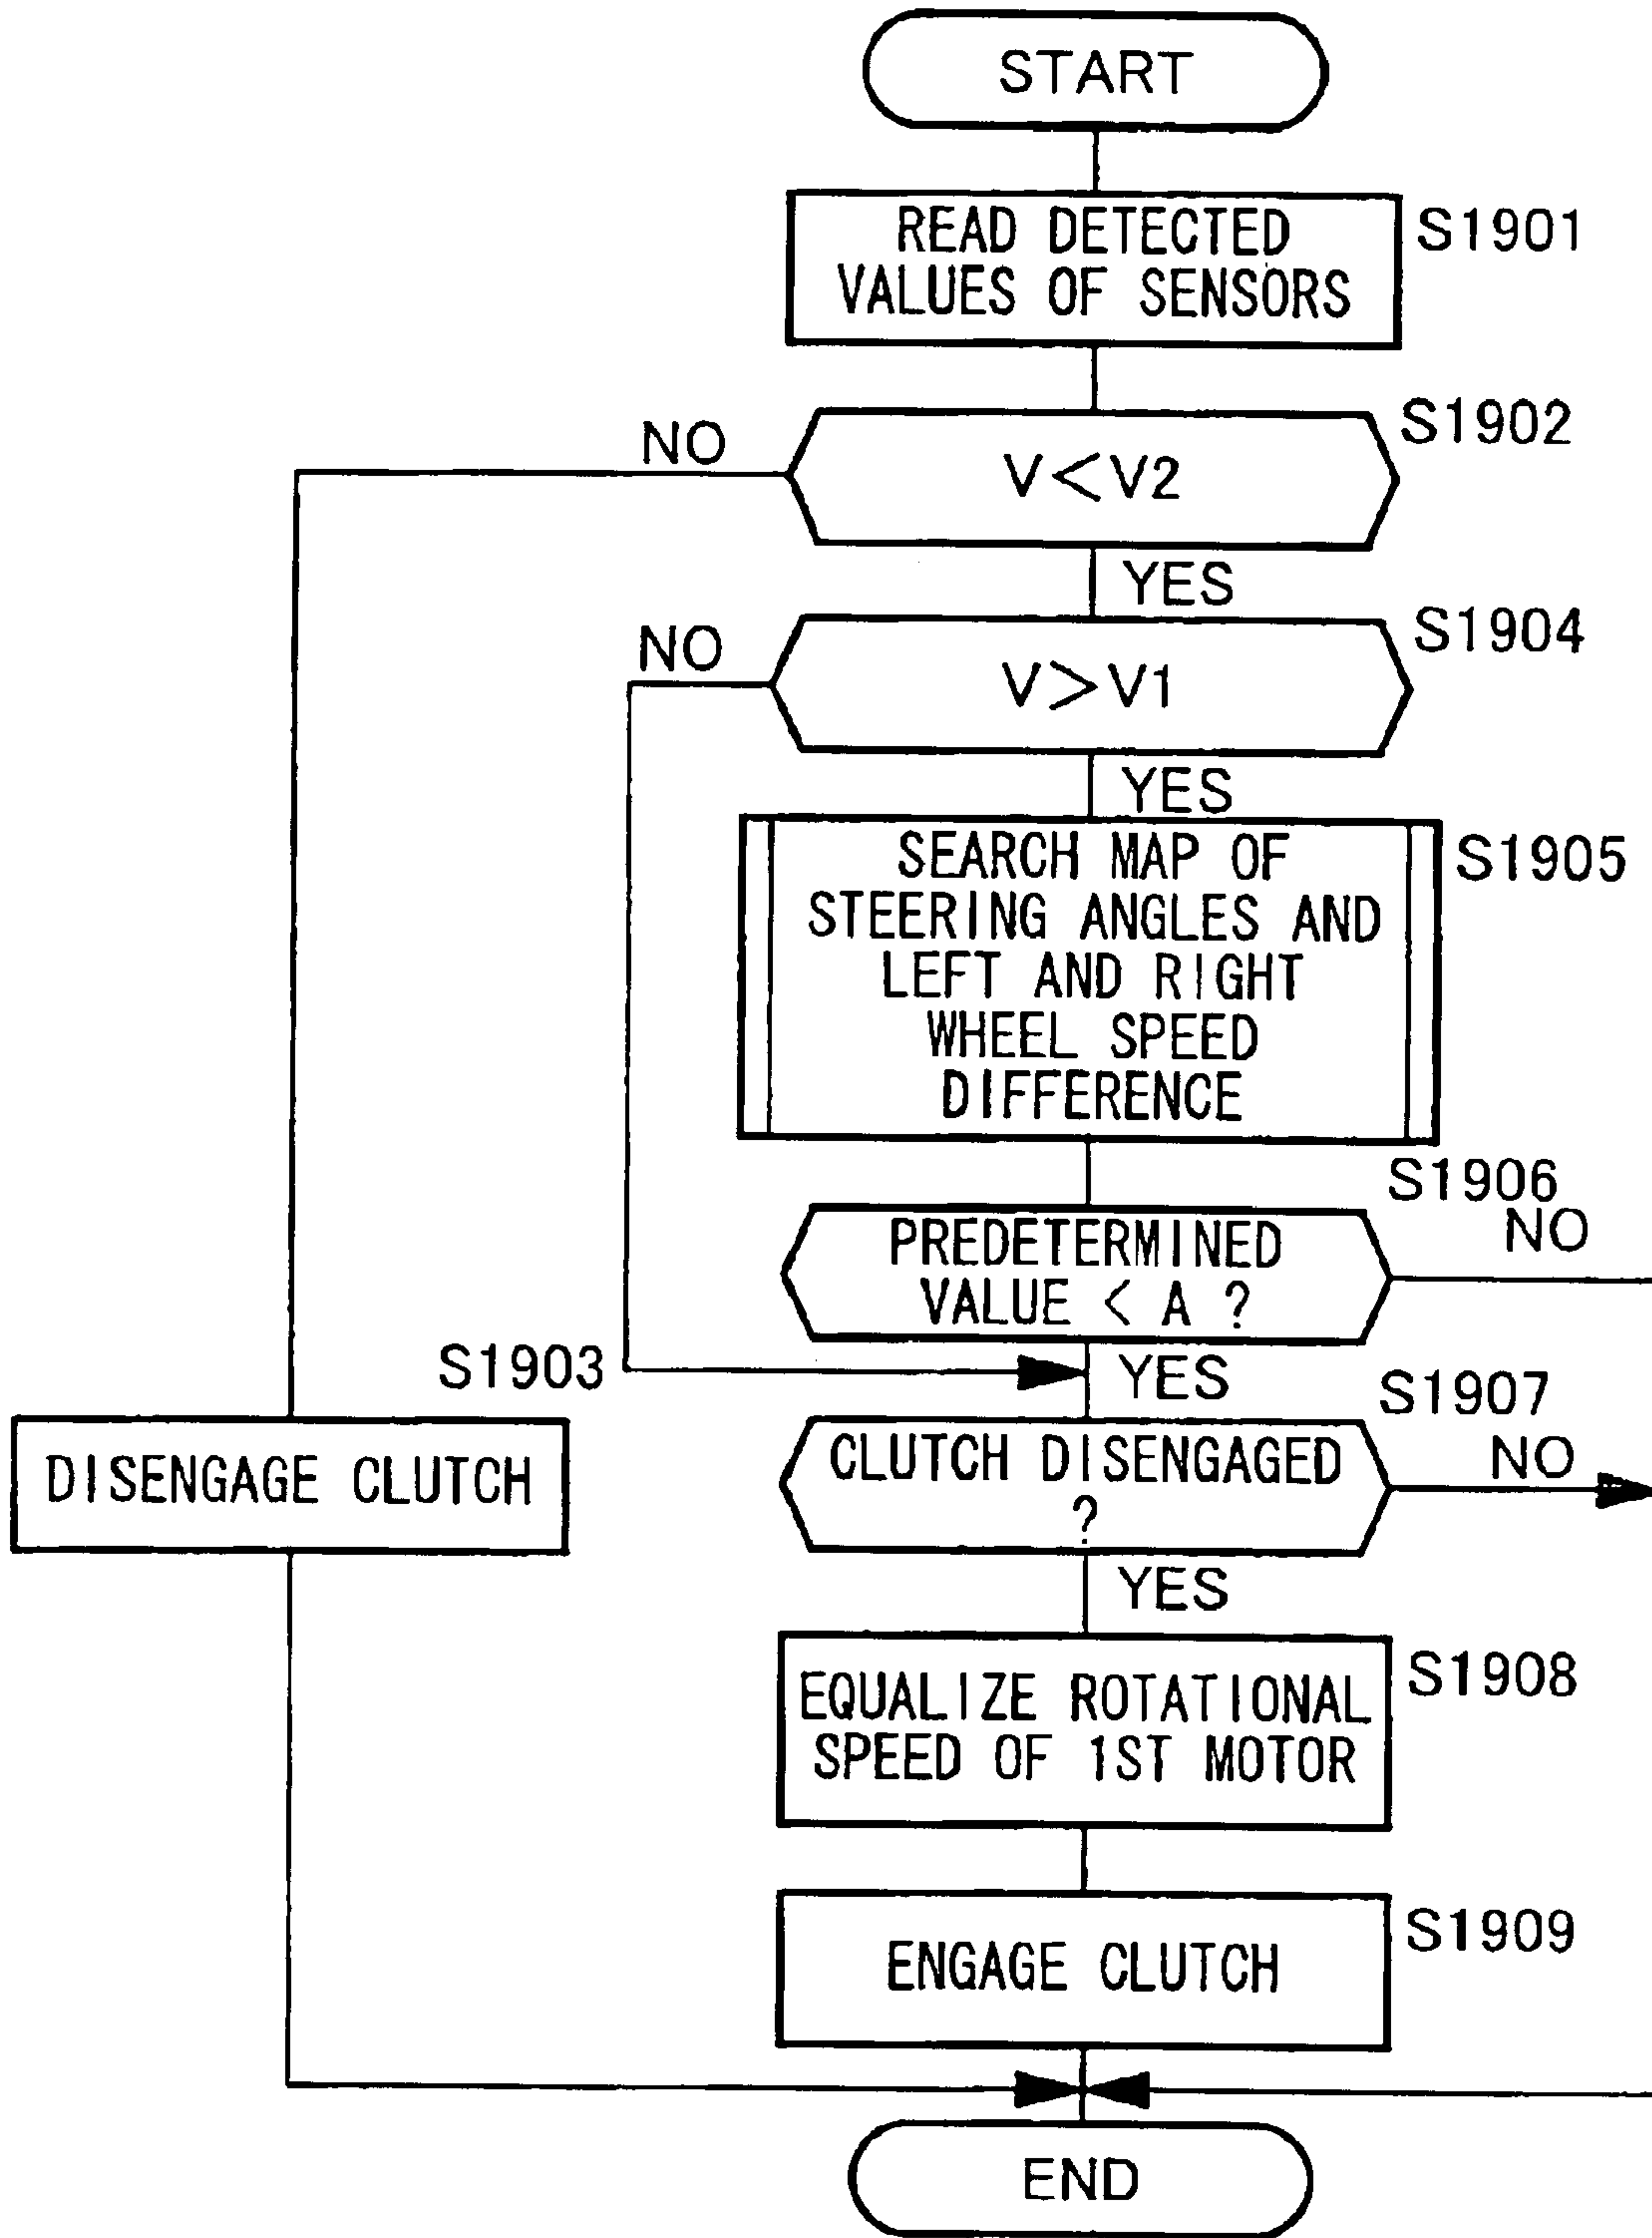 START
READ DETECTED
VALUES OF SENSORS
S1901
S1902
NO
V<V2
YES
S1904
NO
V>V1
YES
SEARCH MAP OF
STEERING ANGLES AND
LEFT AND RIGHT
WHEEL SPEED
DIFFERENCE
S1905
S1906
NO
PREDETERMINED
VALUE < A ?
YES
S1903
DISENGAGE CLUTCH
S1907
CLUTCH DISENGAGED
?
NO
YES
EQUALIZE ROTATIONAL
SPEED OF 1ST MOTOR
S1908
ENGAGE CLUTCH
S1909
END